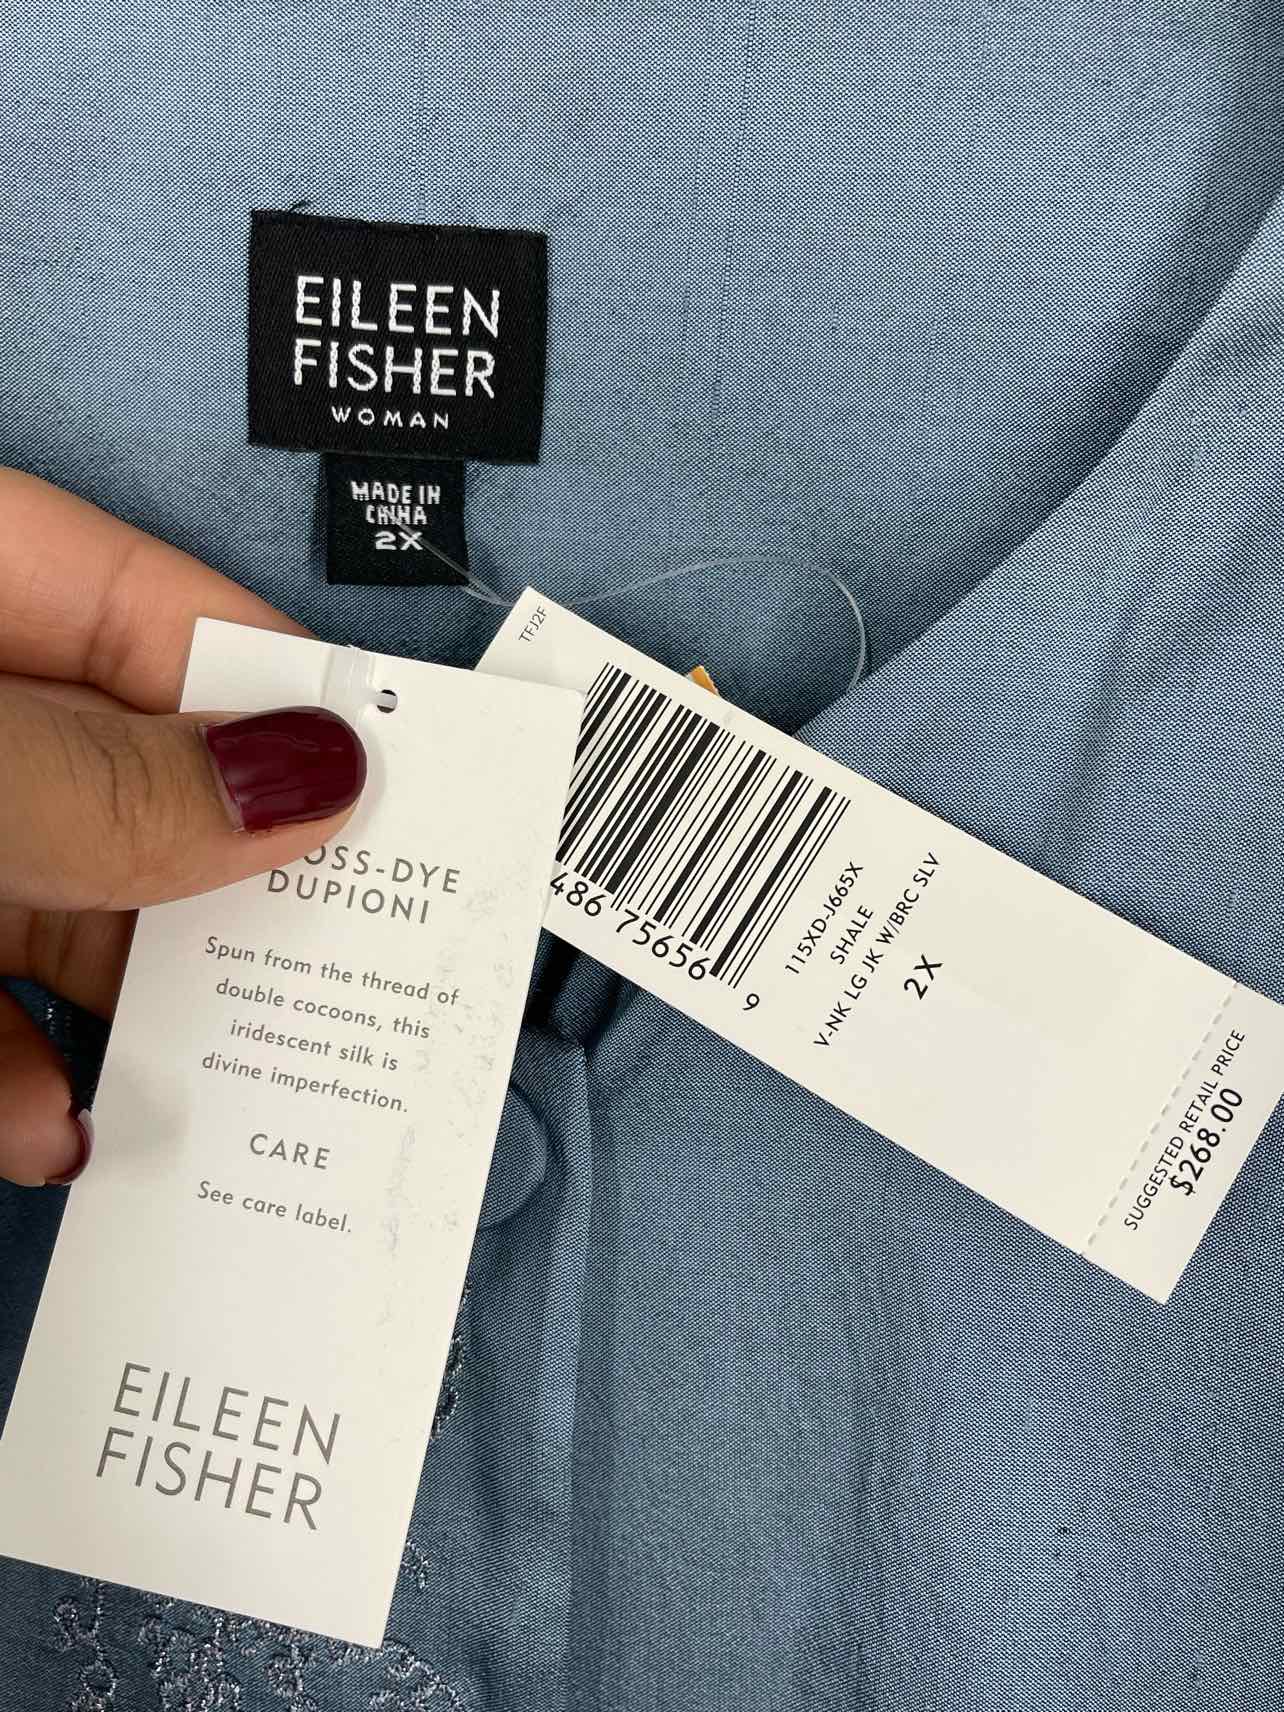 EILEEN
FISHER
WOMAN
MADE IN
CHINA
2X
TFJ2F
486 75656 9
115XD-J665X
SHALE
V-NK LG JK W/BRC SLV
2X
SUGGESTED RETAIL PRICE
$268.00
OSS-DYE
DUPIONI
Spun from the thread of
double cocoons, this
iridescent silk is
divine imperfection.
CARE
See care label.
EILEEN
FISHER